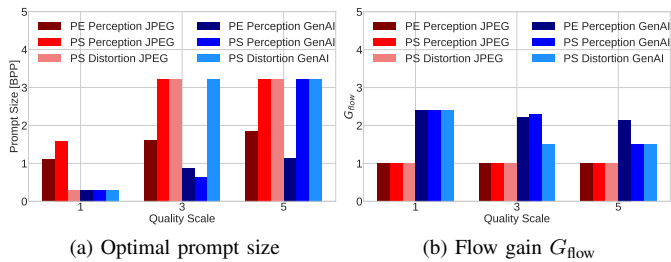 PE Perception JPEG
PS Perception JPEG
PS Distortion JPEG
PE Perception GenAI
PS Perception GenAI
PS Distortion GenAI
Prompt Size [BPP]
5
4
3
2
1
0
1 3 5
Quality Scale
(a) Optimal prompt size
PE Perception JPEG
PS Perception JPEG
PS Distortion JPEG
PE Perception GenAI
PS Perception GenAI
PS Distortion GenAI
G_flow
5
4
3
2
1
0
1 3 5
Quality Scale
(b) Flow gain G_flow